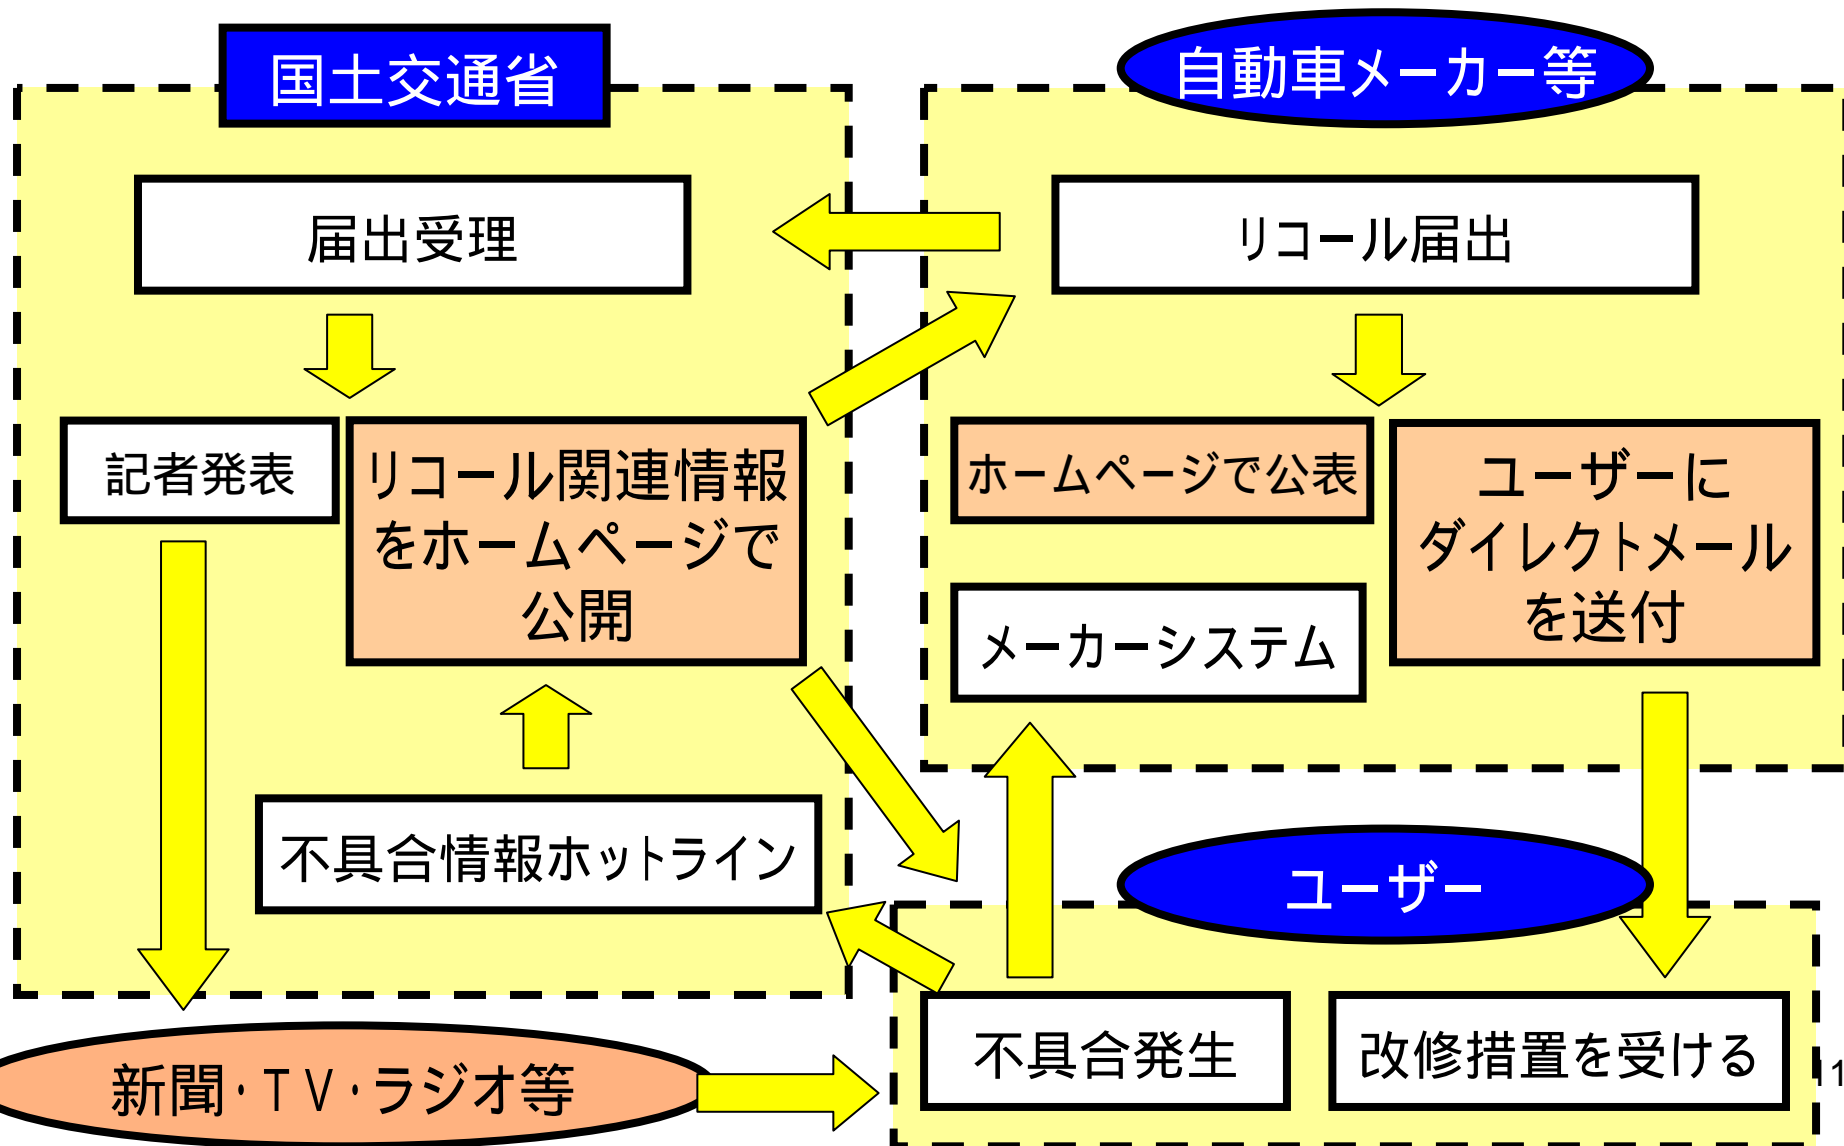 国土交通省
届出受理
記者発表
リコール関連情報
をホームページで
公開
不具合情報ホットライン
新聞・TV・ラジオ等
自動車メーカー等
リコール届出
ホームページで公表
ユーザーに
ダイレクトメール
を送付
メーカーシステム
ユーザー
不具合発生
改修措置を受ける